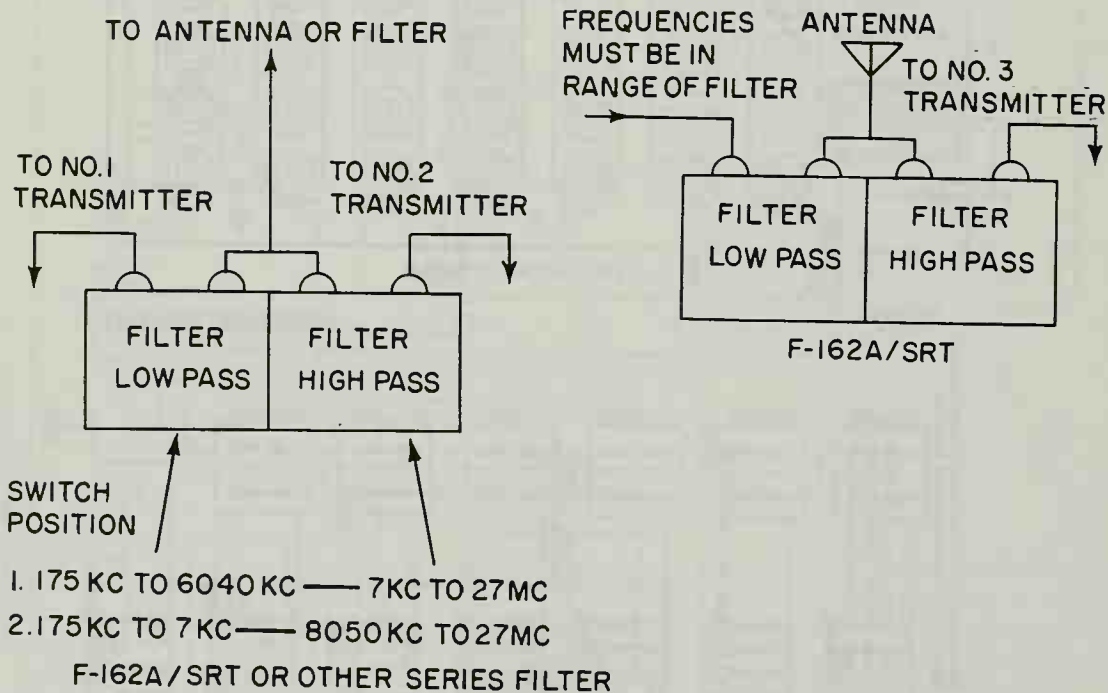 TO ANTENNA OR FILTER
TO NO.1
TRANSMITTER
TO NO.2
TRANSMITTER
FILTER
LOW PASS
FILTER
HIGH PASS
SWITCH
POSITION
1. 175 KC TO 6040 KC — 7KC TO 27MC
2. 175 KC TO 7 KC — 8050 KC TO 27MC
F-162A/SRT OR OTHER SERIES FILTER
FREQUENCIES
MUST BE IN
RANGE OF FILTER
ANTENNA
TO NO. 3
TRANSMITTER
FILTER
LOW PASS
FILTER
HIGH PASS
F-162A/SRT